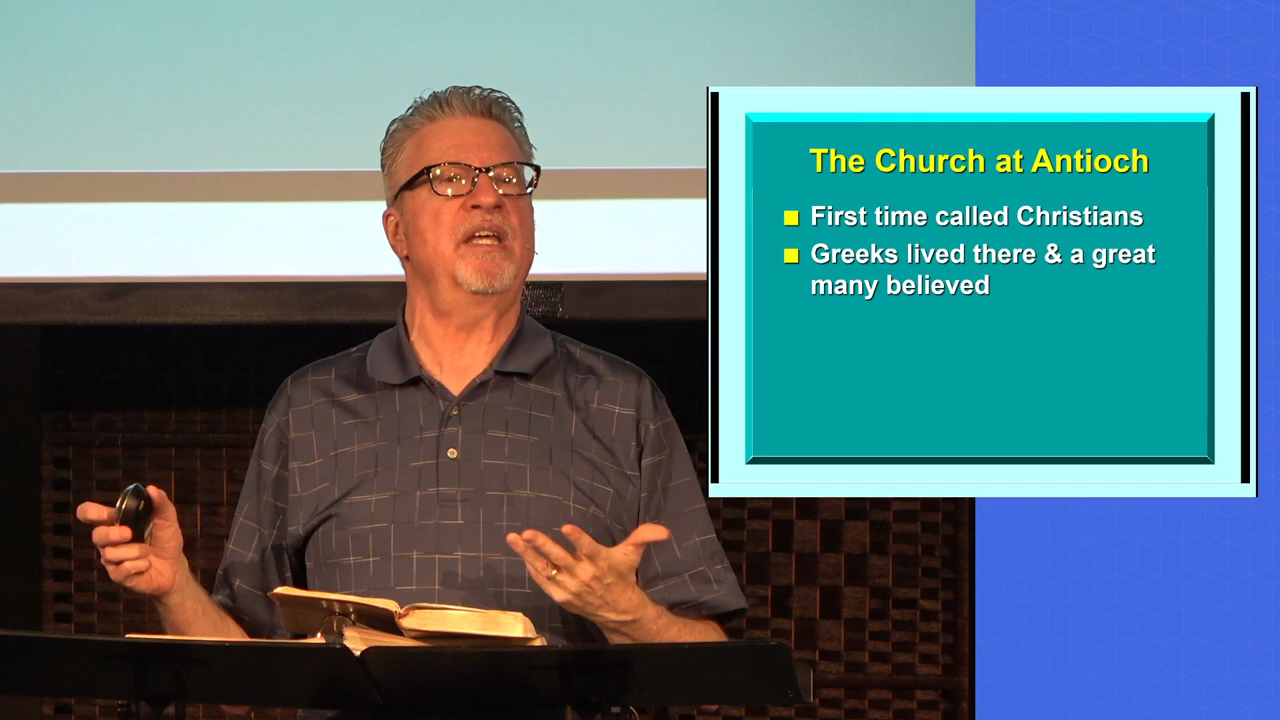 The Church at Antioch
First time called Christians
Greeks lived there & a great
many believed